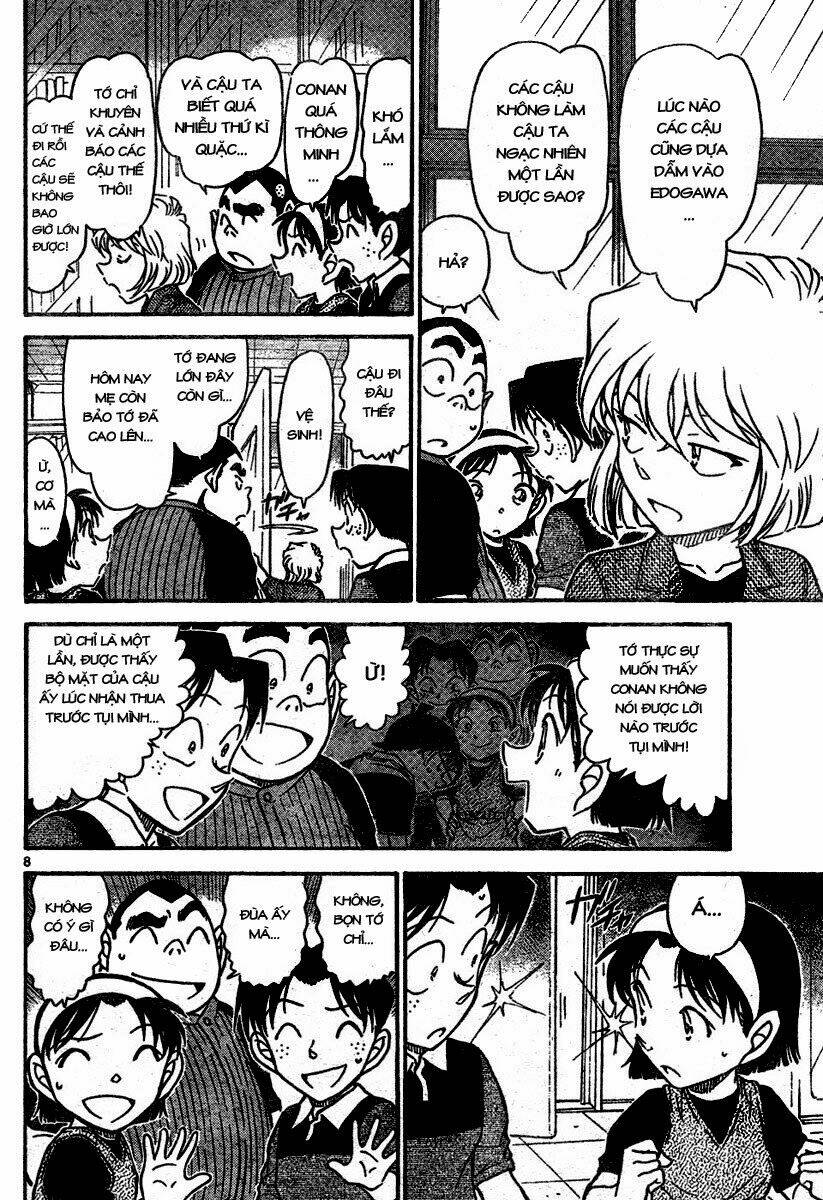 LÚC NÀO
CÁC CẬU
CŨNG DỰA
DẪM VÀO
EDOGAWA
...
CÁC CẬU
KHÔNG LÀM
CẬU TA
NGẠC NHIÊN
MỘT LẦN
ĐƯỢC SAO?
HẢ?
KHÓ
LẮM
...
CONAN
QUÁ
THÔNG
MINH
...
VÀ CẬU TA
BIẾT QUÁ
NHIỀU THỨ KÌ
QUẶC...
TỚ CHỈ
KHUYÊN
VÀ CẢNH
BÁO CÁC
CẬU THẾ
THÔI!
CỨ THẾ
ĐI RỒI
CÁC
CẬU SẼ
KHÔNG
BAO
GIỜ LỚN
ĐƯỢC!
CẬU ĐI
ĐÂU
THẾ?
VỆ
SINH!
TỚ ĐANG
LỚN ĐÂY
CÒN GÌ...
HÔM NAY
MẸ CÒN
BẢO TỚ ĐÃ
CAO LÊN...
Ừ,
CƠ MÀ
...
ガチャ
TỚ THỰC SỰ
MUỐN THẤY
CONAN KHÔNG
NÓI ĐƯỢC LỜI
NÀO TRƯỚC
TỤI MÌNH!
Ừ!
DÙ CHỈ LÀ MỘT
LẦN, ĐƯỢC THẤY
BỘ MẶT CỦA CẬU
ẤY LÚC NHẬN THUA
TRƯỚC TỤI MÌNH...
8
Á...
ガチャ
KHÔNG,
BỌN TỚ
CHỈ...
ĐÙA ẤY
MÀ...
KHÔNG
CÓ Ý GÌ
ĐÂU...